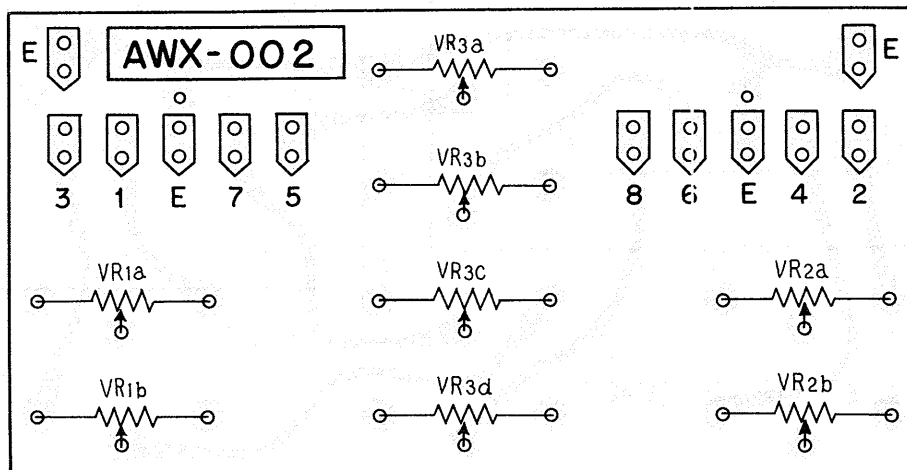 E AWX-002 VR3a E
VR3b
3 1 E 7 5 8 6 E 4 2
VR1a VR3c VR2a
VR1b VR3d VR2b